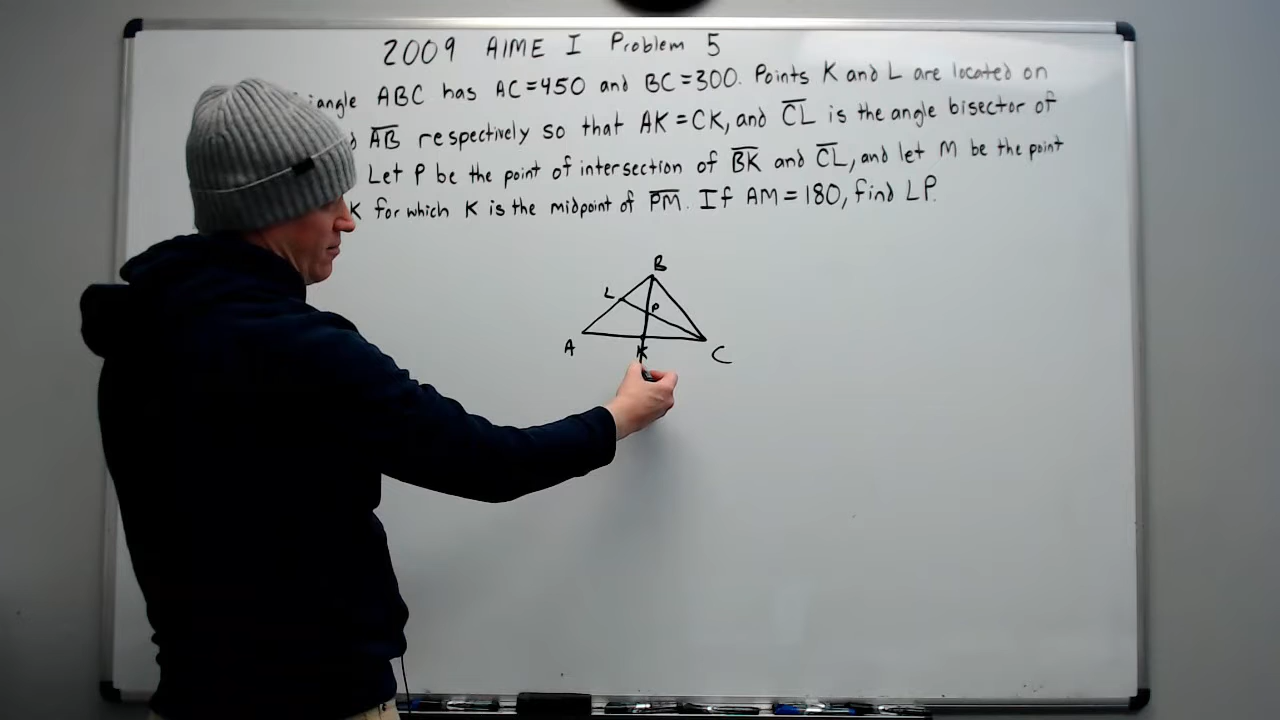 2009 AIME I Problem 5
iangle ABC has AC=450 and BC=300. Points K and L are located on
AB respectively so that AK=CK, and CL is the angle bisector of
Let P be the point of intersection of BK and CL, and let M be the point
K for which K is the midpoint of PM. If AM=180, find LP.
B
L
P
A
K
C